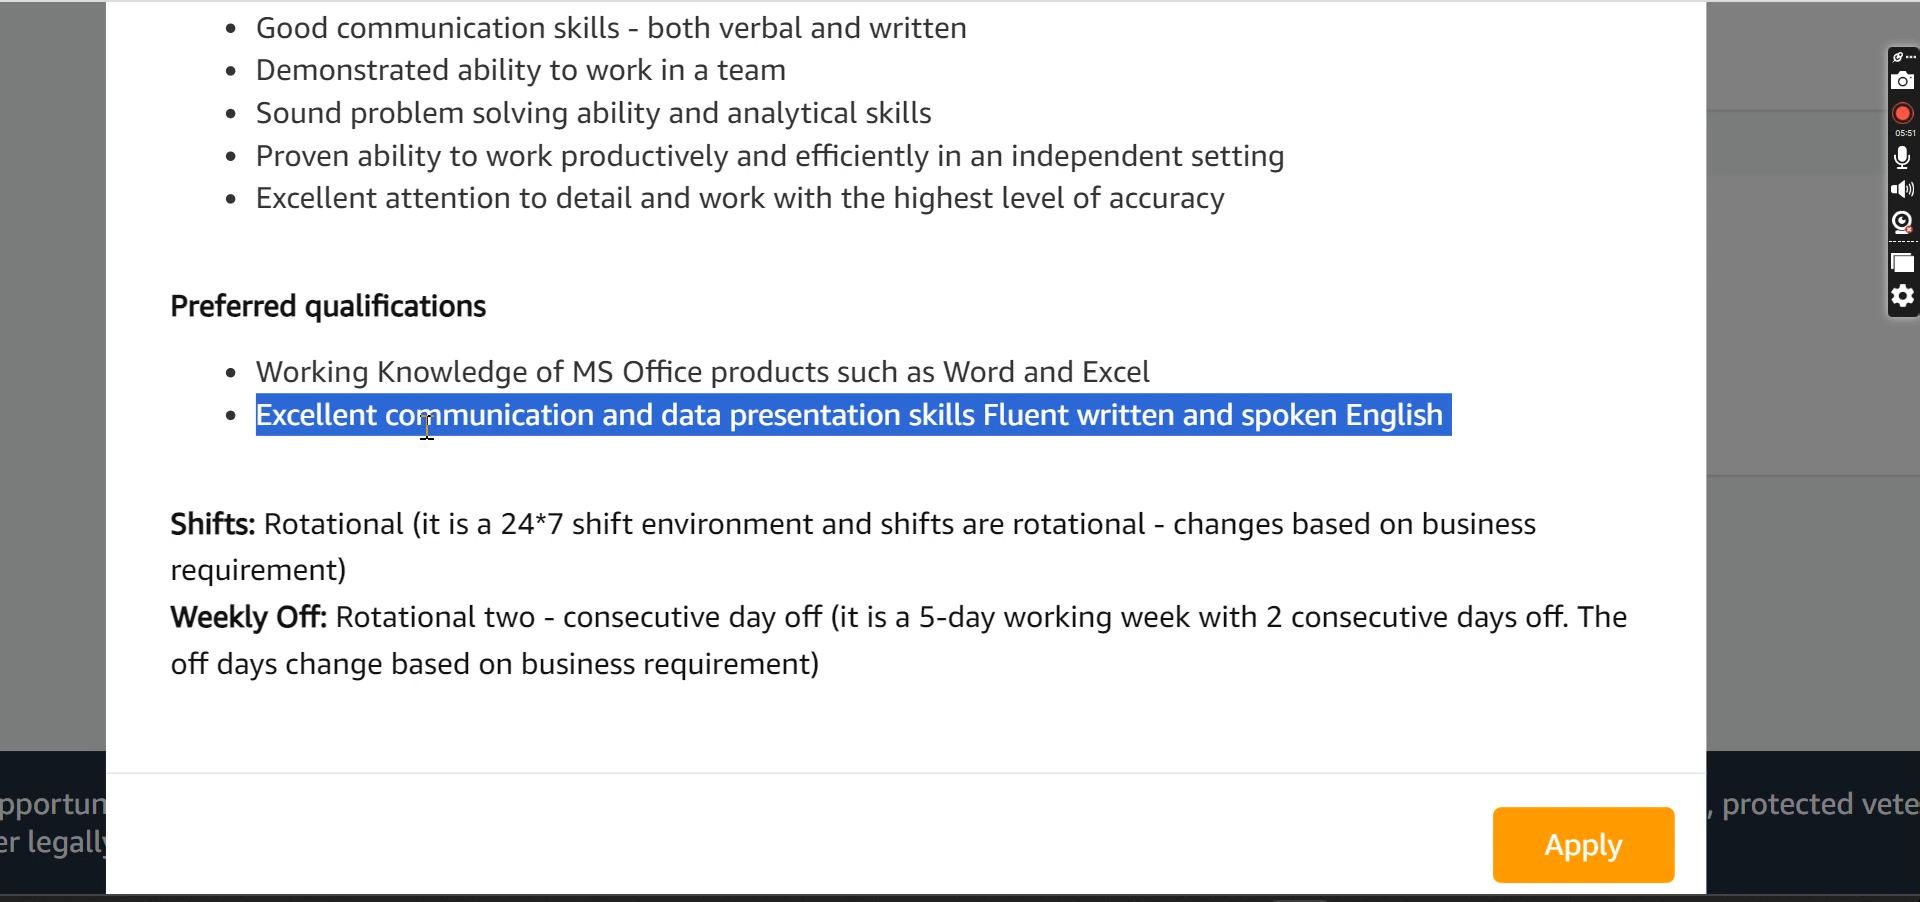 Good communication skills - both verbal and written
Demonstrated ability to work in a team
Sound problem solving ability and analytical skills
Proven ability to work productively and efficiently in an independent setting
Excellent attention to detail and work with the highest level of accuracy
05:51
Preferred qualifications
Working Knowledge of MS Office products such as Word and Excel
Excellent communication and data presentation skills Fluent written and spoken English
Shifts: Rotational (it is a 24*7 shift environment and shifts are rotational - changes based on business
requirement)
Weekly Off: Rotational two - consecutive day off (it is a 5-day working week with 2 consecutive days off. The
off days change based on business requirement)
pportun
, protected vete
er legally
Apply